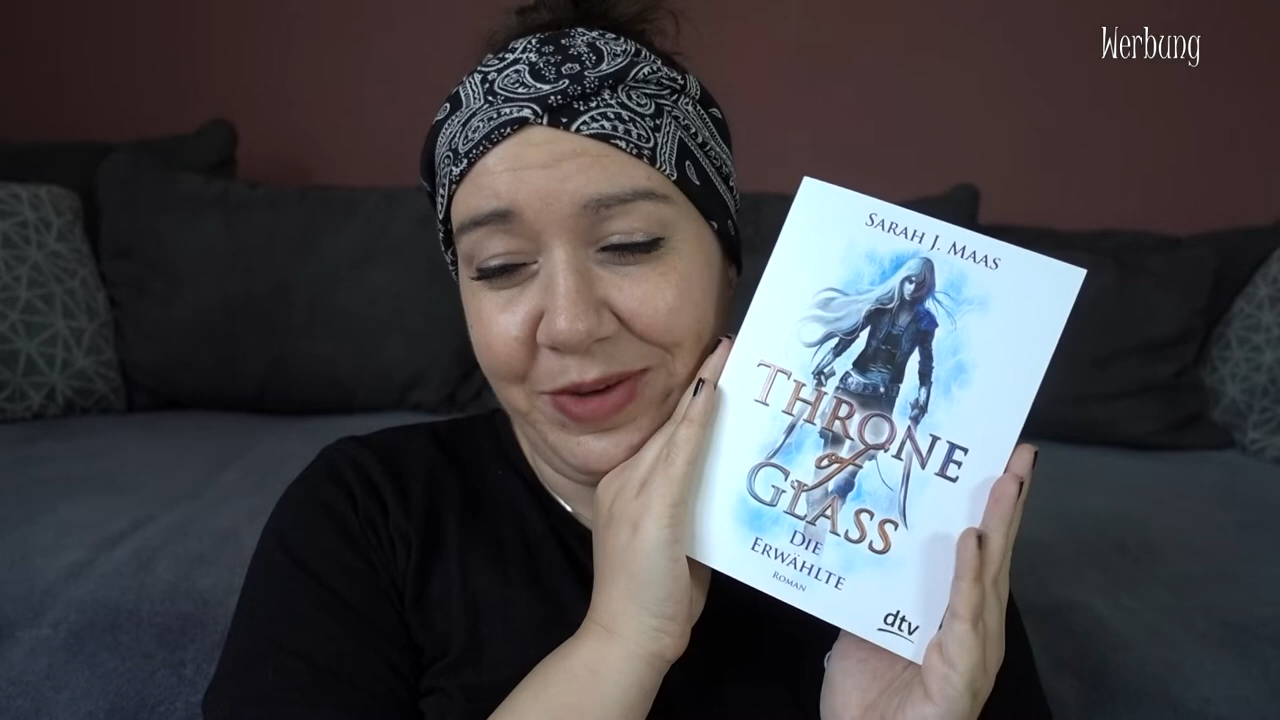 Werbung
SARAH J. MAAS
THRONE
of
GLASS
DIE
ERWÄHLTE
ROMAN
dtv